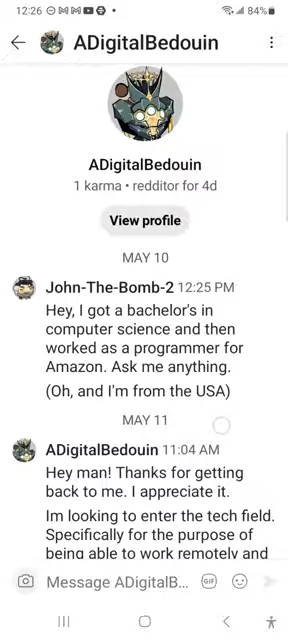 12:26
84%
ADigitalBedouin
ADigitalBedouin
1 karma • redditor for 4d
View profile
MAY 10
John-The-Bomb-2 12:25 PM
Hey, I got a bachelor's in
computer science and then
worked as a programmer for
Amazon. Ask me anything.
(Oh, and I'm from the USA)
MAY 11
ADigitalBedouin 11:04 AM
Hey man! Thanks for getting
back to me. I appreciate it.
Im looking to enter the tech field.
Specifically for the purpose of
being able to work remotely and
Message ADigitalB...
GIF